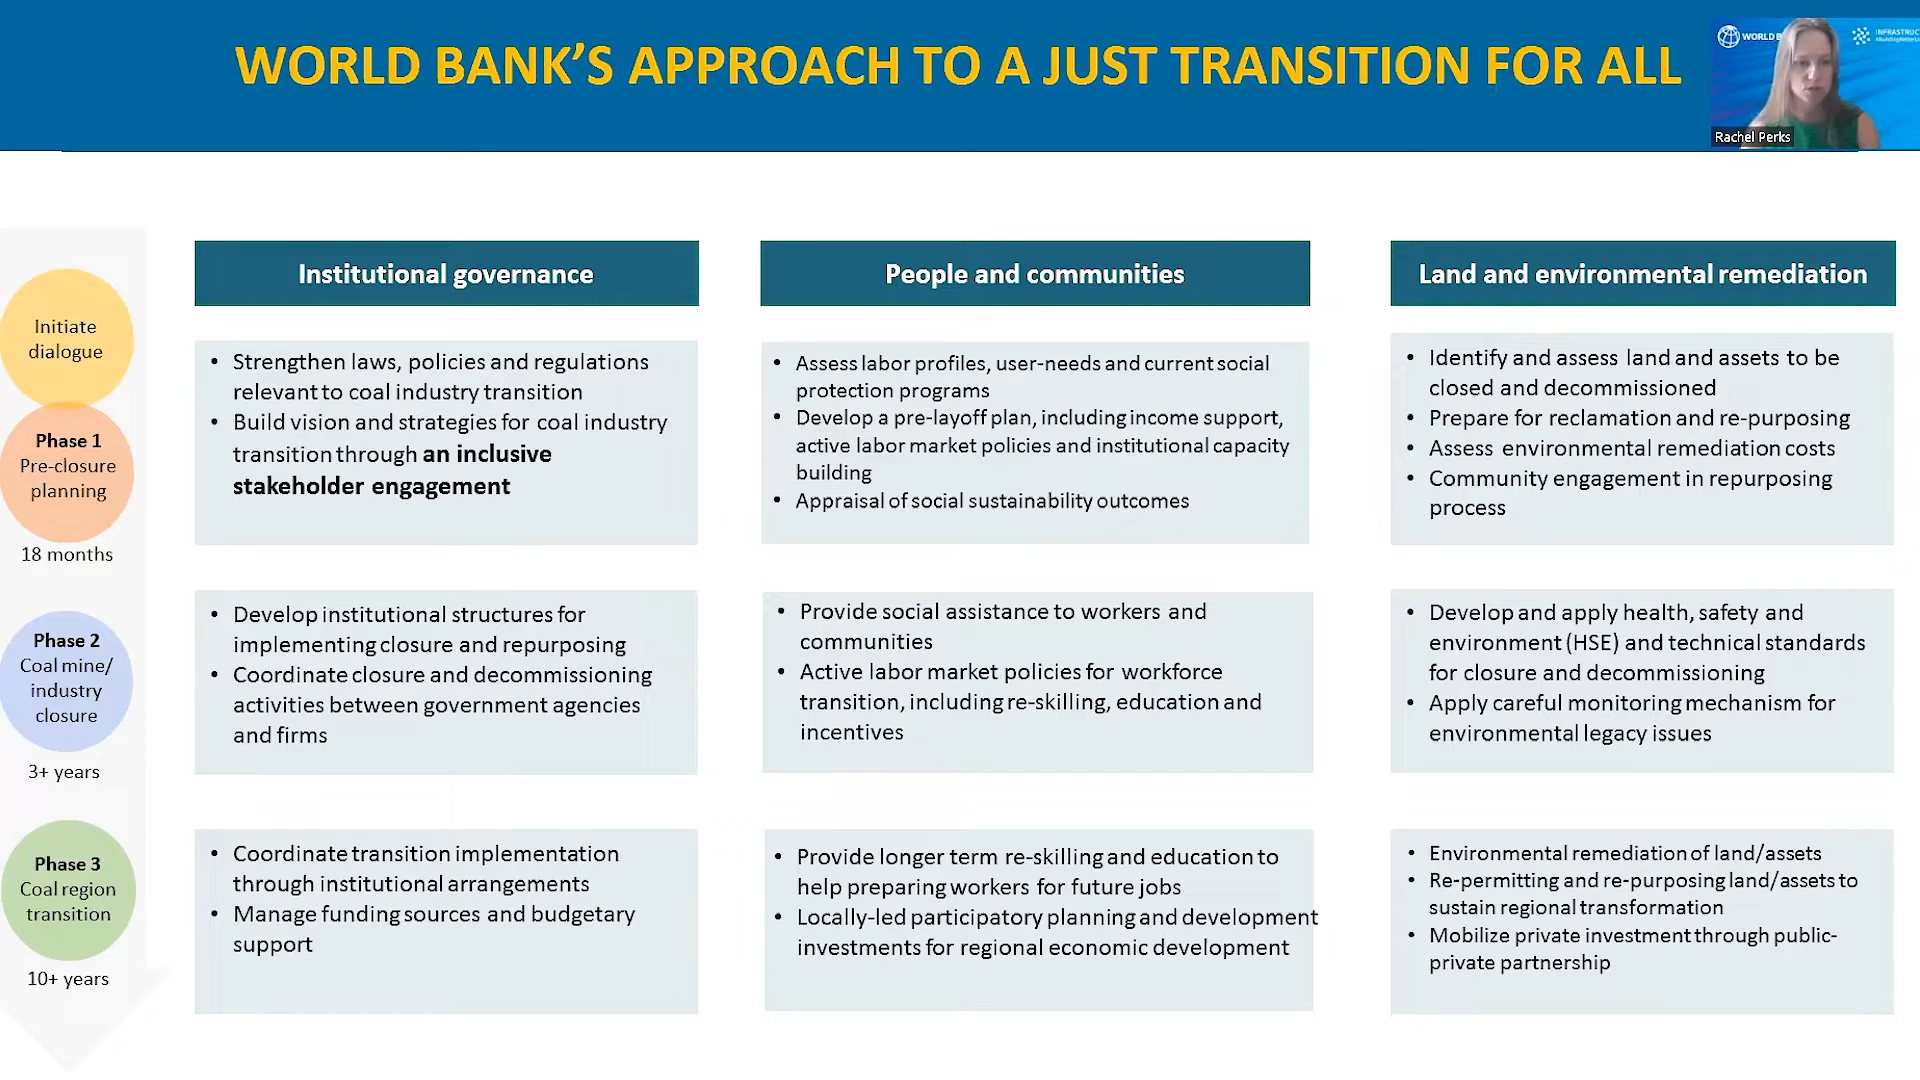 WORLD BANK'S APPROACH TO A JUST TRANSITION FOR ALL
WORLD B
INFRASTRUC
Rachel Perks
Institutional governance
People and communities
Land and environmental remediation
Initiate
dialogue
Phase 1
Pre-closure
planning
18 months
• Strengthen laws, policies and regulations
relevant to coal industry transition
• Build vision and strategies for coal industry
transition through an inclusive
stakeholder engagement
• Assess labor profiles, user-needs and current social
protection programs
• Develop a pre-layoff plan, including income support,
active labor market policies and institutional capacity
building
• Appraisal of social sustainability outcomes
• Identify and assess land and assets to be
closed and decommissioned
• Prepare for reclamation and re-purposing
• Assess environmental remediation costs
• Community engagement in repurposing
process
Phase 2
Coal mine/
industry
closure
3+ years
• Develop institutional structures for
implementing closure and repurposing
• Coordinate closure and decommissioning
activities between government agencies
and firms
• Provide social assistance to workers and
communities
• Active labor market policies for workforce
transition, including re-skilling, education and
incentives
• Develop and apply health, safety and
environment (HSE) and technical standards
for closure and decommissioning
• Apply careful monitoring mechanism for
environmental legacy issues
Phase 3
Coal region
transition
10+ years
• Coordinate transition implementation
through institutional arrangements
• Manage funding sources and budgetary
support
• Provide longer term re-skilling and education to
help preparing workers for future jobs
• Locally-led participatory planning and development
investments for regional economic development
• Environmental remediation of land/assets
• Re-permitting and re-purposing land/assets to
sustain regional transformation
• Mobilize private investment through public-
private partnership